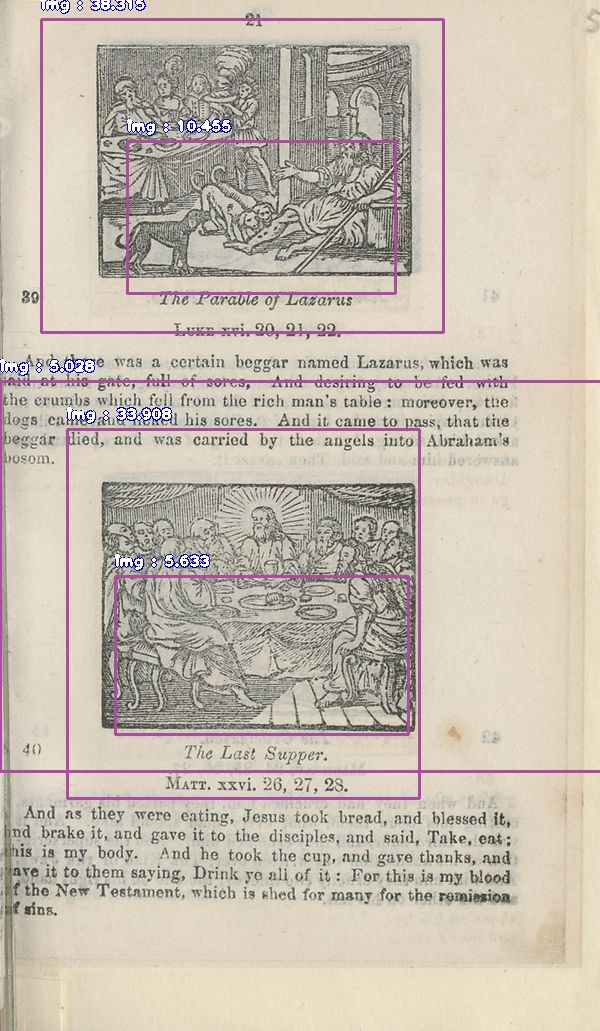 Img : 38.315
21
Img : 10.455
39
The Parable of Lazarus
LUKE xvi. 20, 21, 22.
And there was a certain beggar named Lazarus, which was
Img : 5.028
laid at his gate, full of sores, And desiring to be fed with
the crumbs which fell from the rich man's table : moreover, the
Img : 33.908
dogs came and licked his sores. And it came to pass, that the
beggar died, and was carried by the angels into Abraham's
bosom.
Img : 5.633
40
The Last Supper.
MATT. xxvi. 26, 27, 28.
And as they were eating, Jesus took bread, and blessed it,
and brake it, and gave it to the disciples, and said, Take, eat ;
this is my body. And he took the cup, and gave thanks, and
gave it to them saying, Drink ye all of it : For this is my blood
of the New Testament, which is shed for many for the remission
of sins.